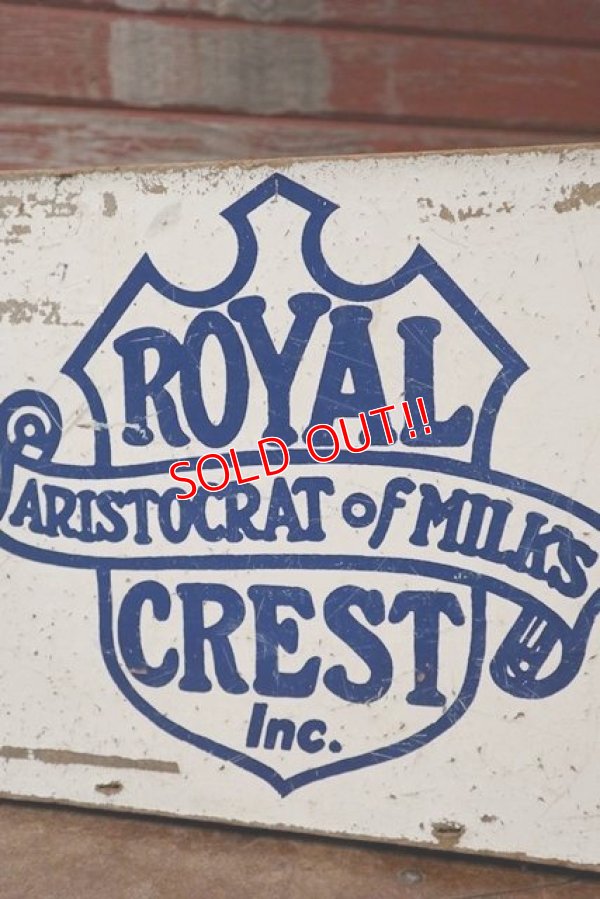 ROYAL
SOLD OUT!!
ARISTOCRAT of MILKS
CREST
Inc.